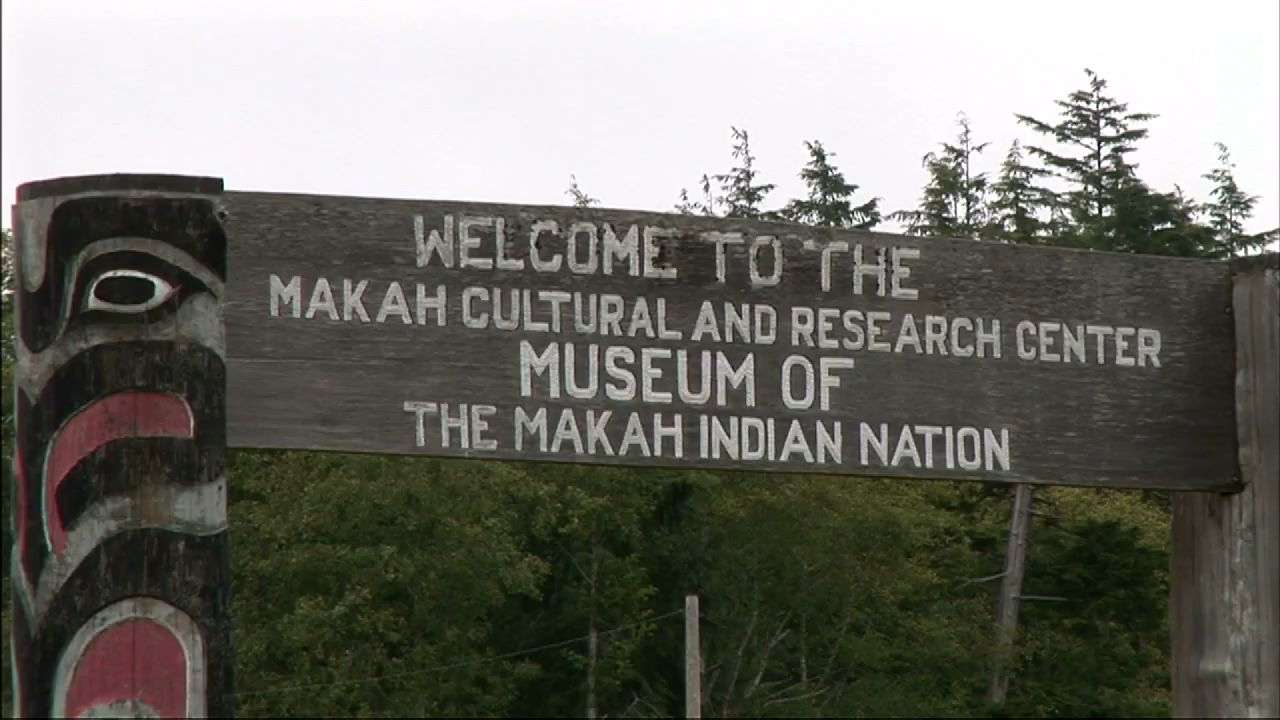 WELCOME TO THE
MAKAH CULTURAL AND RESEARCH CENTER
MUSEUM OF
THE MAKAH INDIAN NATION